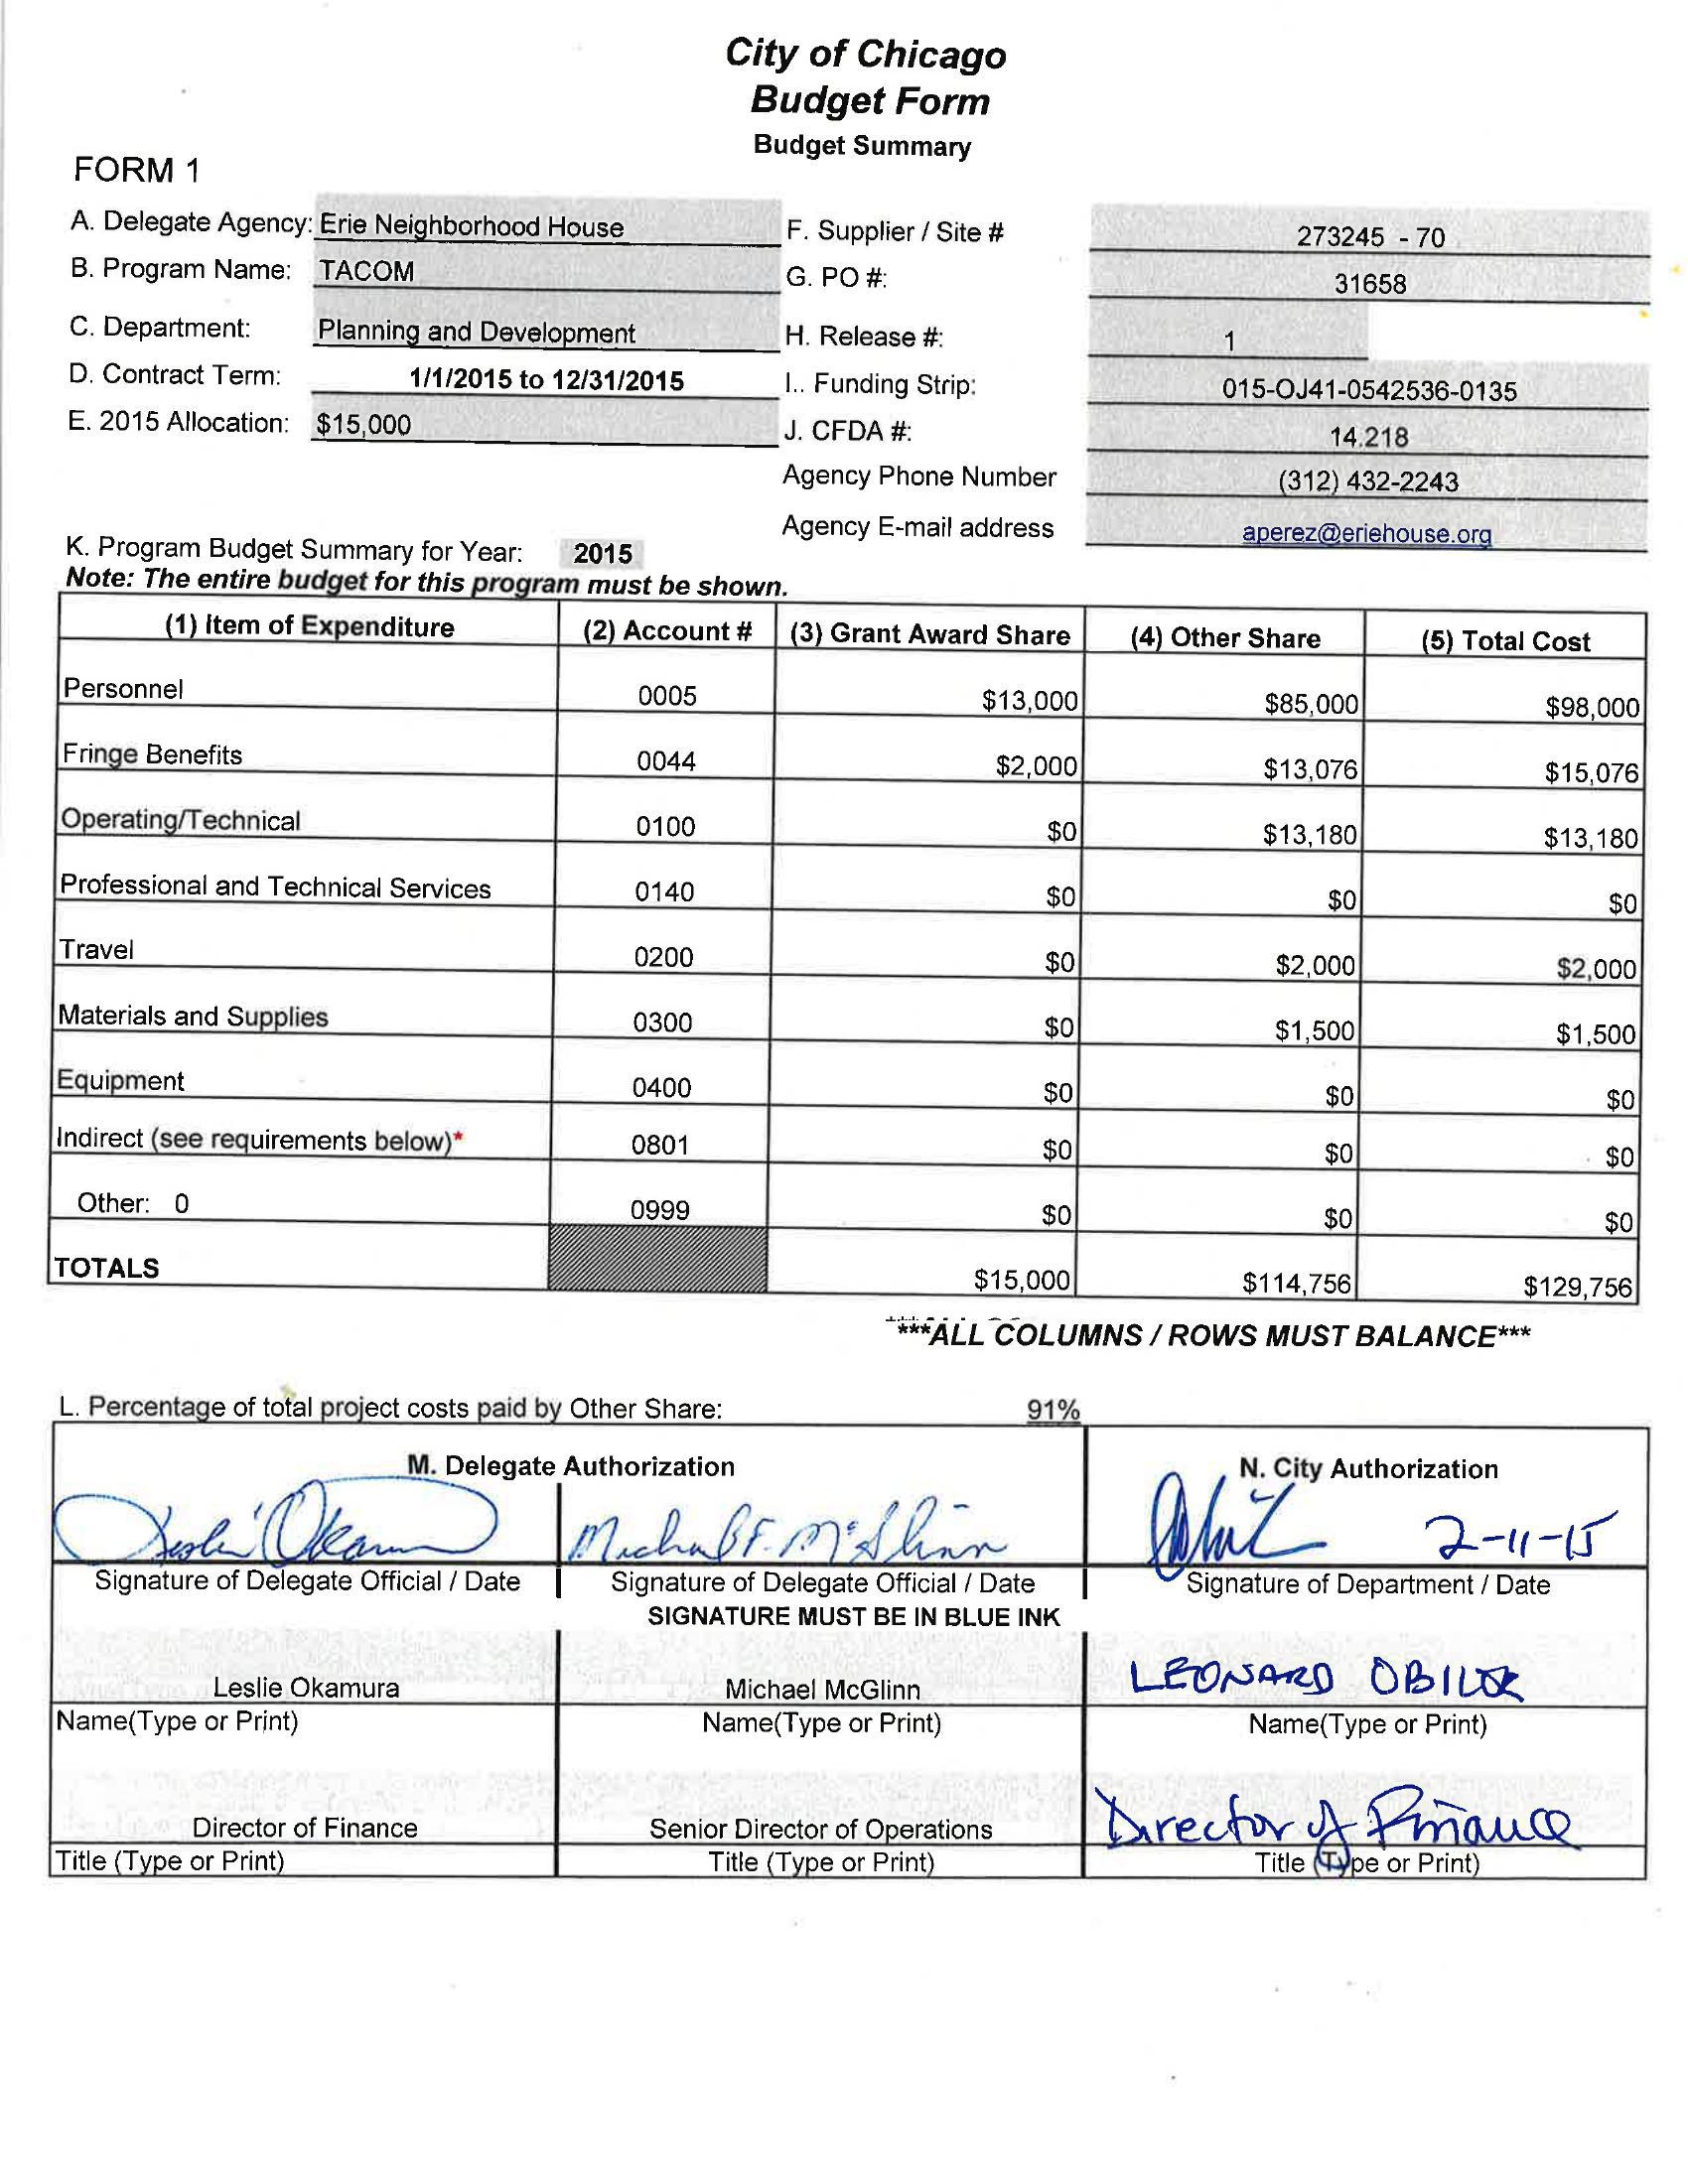 City of Chicago
Budget Form
Budget Summary
FORM 1
A. Delegate Agency: Erie Neighborhood House
B. Program Name: TACOM
C. Department: Planning and Development
D. Contract Term: 1/1/2015 to 12/31/2015
E. 2015 Allocation: $15,000
F. Supplier / Site # 273245 - 70
G. PO #: 31658
H. Release #: 1
I.. Funding Strip: 015-OJ41-0542536-0135
J. CFDA #: 14.218
Agency Phone Number (312) 432-2243
Agency E-mail address aperez@eriehouse.org
K. Program Budget Summary for Year: 2015
Note: The entire budget for this program must be shown.
(1) Item of Expenditure (2) Account # (3) Grant Award Share (4) Other Share (5) Total Cost
Personnel 0005 $13,000 $85,000 $98,000
Fringe Benefits 0044 $2,000 $13,076 $15,076
Operating/Technical 0100 $0 $13,180 $13,180
Professional and Technical Services 0140 $0 $0 $0
Travel 0200 $0 $2,000 $2,000
Materials and Supplies 0300 $0 $1,500 $1,500
Equipment 0400 $0 $0 $0
Indirect (see requirements below)* 0801 $0 $0 $0
Other: 0 0999 $0 $0 $0
TOTALS $15,000 $114,756 $129,756
***ALL COLUMNS / ROWS MUST BALANCE***
L. Percentage of total project costs paid by Other Share: 91%
M. Delegate Authorization N. City Authorization
Leslie Okamura Michael F. McGlinn 2-11-15
Signature of Delegate Official / Date Signature of Delegate Official / Date Signature of Department / Date
SIGNATURE MUST BE IN BLUE INK
Leslie Okamura Michael McGlinn LEONARD
Name(Type or Print) Name(Type or Print) Name(Type or Print)
Director of Finance Senior Director of Operations Director of Finance
Title (Type or Print) Title (Type or Print) Title (Type or Print)